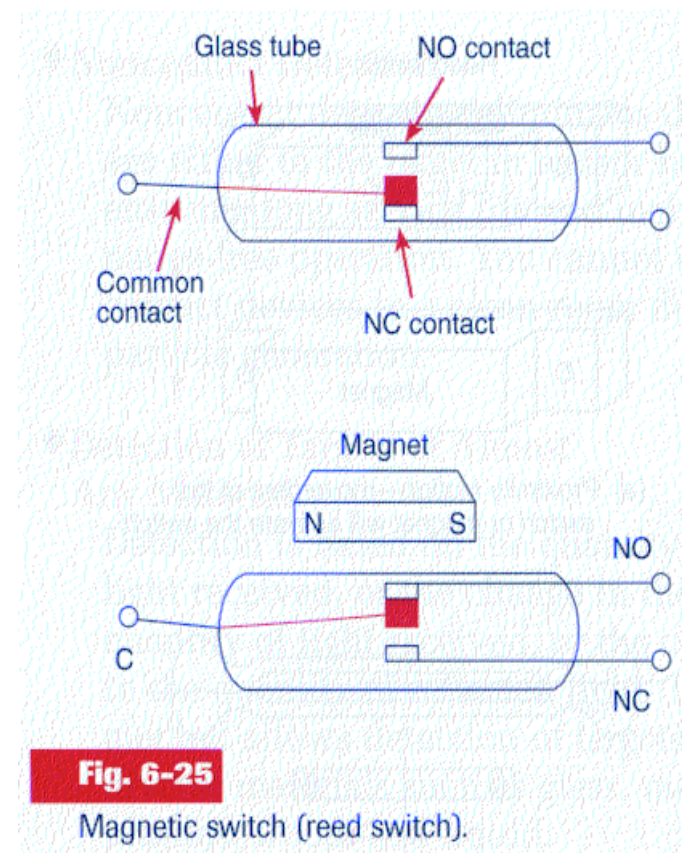 Glass tube
NO contact
Common
contact
NC contact
Magnet
N
S
NO
C
NC
Fig. 6-25
Magnetic switch (reed switch).